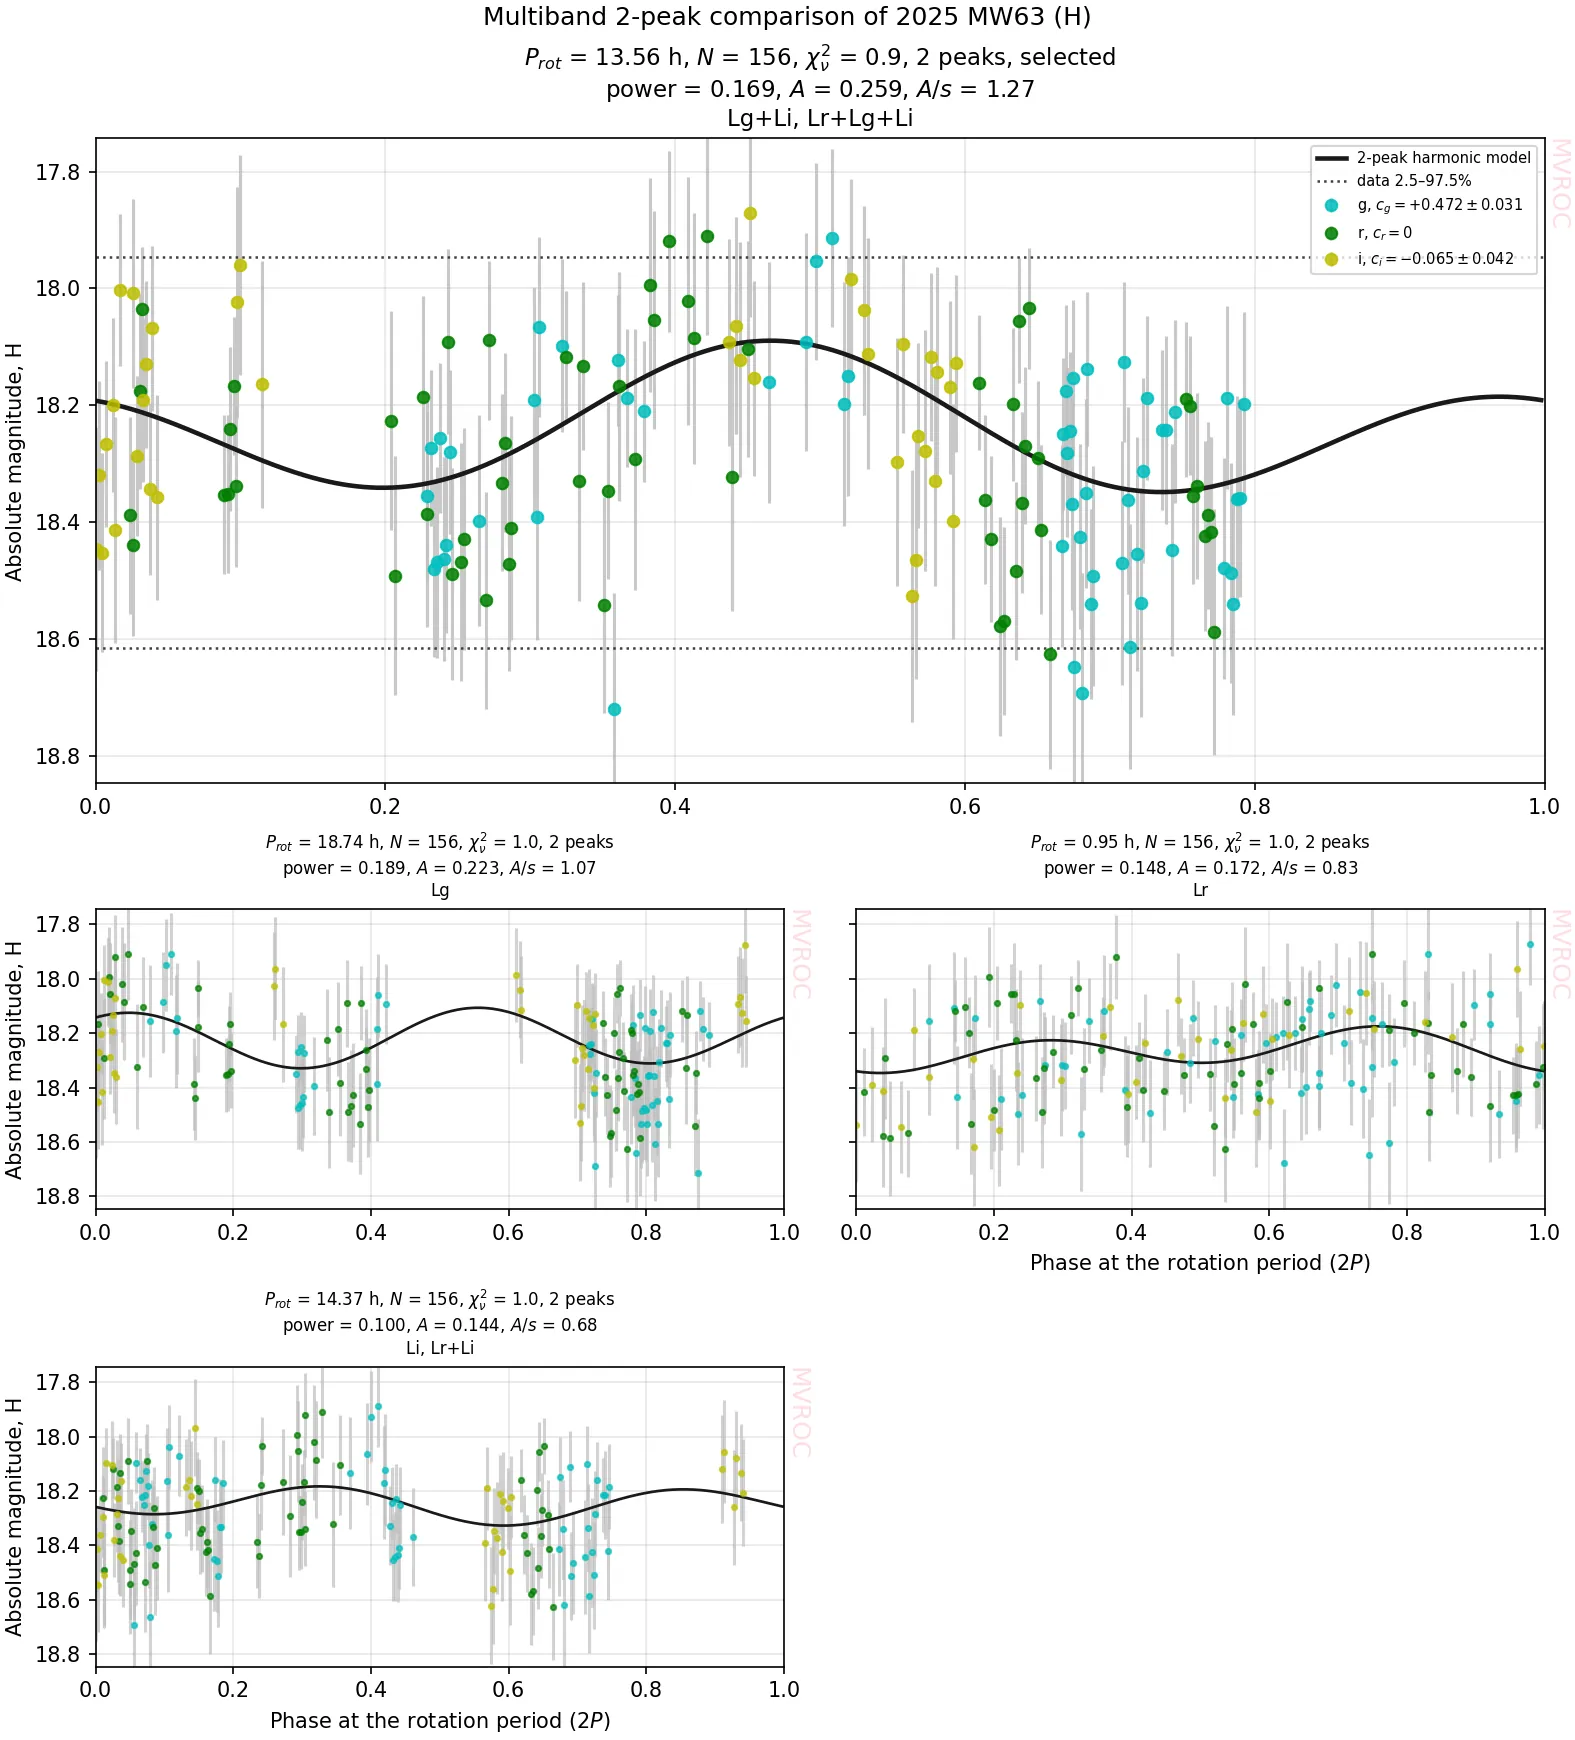 Multiband 2-peak comparison of 2025 MW63 (H)
P_rot = 13.56 h, N = 156, χ²_ν = 0.9, 2 peaks, selected
power = 0.169, A = 0.259, A/s = 1.27
Lg+Li, Lr+Lg+Li
2-peak harmonic model
data 2.5–97.5%
g, c_g = +0.472 ± 0.031
r, c_r = 0
i, c_i = −0.065 ± 0.042
MVROC
Absolute magnitude, H
17.8
18.0
18.2
18.4
18.6
18.8
0.0 0.2 0.4 0.6 0.8 1.0
P_rot = 18.74 h, N = 156, χ²_ν = 1.0, 2 peaks
power = 0.189, A = 0.223, A/s = 1.07
Lg
MVROC
Absolute magnitude, H
17.8
18.0
18.2
18.4
18.6
18.8
0.0 0.2 0.4 0.6 0.8 1.0
P_rot = 0.95 h, N = 156, χ²_ν = 1.0, 2 peaks
power = 0.148, A = 0.172, A/s = 0.83
Lr
MVROC
0.0 0.2 0.4 0.6 0.8 1.0
Phase at the rotation period (2P)
P_rot = 14.37 h, N = 156, χ²_ν = 1.0, 2 peaks
power = 0.100, A = 0.144, A/s = 0.68
Li, Lr+Li
MVROC
Absolute magnitude, H
17.8
18.0
18.2
18.4
18.6
18.8
0.0 0.2 0.4 0.6 0.8 1.0
Phase at the rotation period (2P)